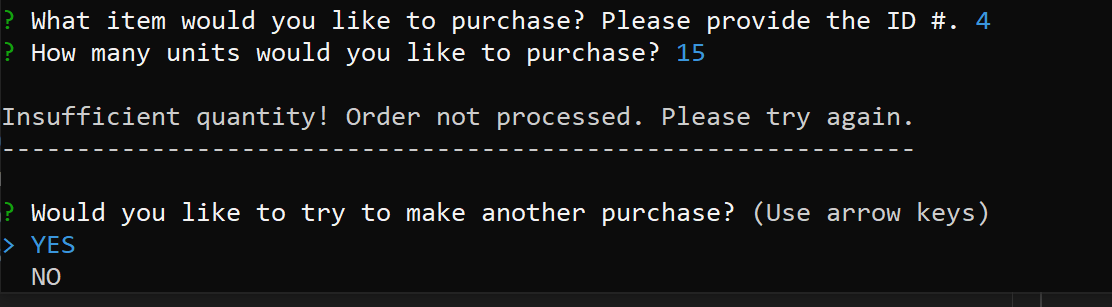 ? What item would you like to purchase? Please provide the ID #. 4
? How many units would you like to purchase? 15
Insufficient quantity! Order not processed. Please try again.
-------------------------------------------------------------
? Would you like to try to make another purchase? (Use arrow keys)
> YES
NO